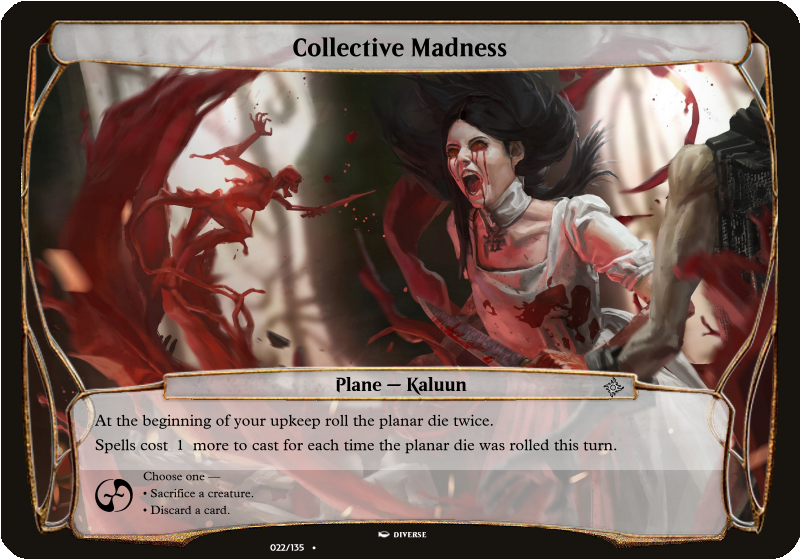 Collective Madness
Plane — Kaluun
At the beginning of your upkeep roll the planar die twice.
Spells cost 1 more to cast for each time the planar die was rolled this turn.
Choose one —
• Sacrifice a creature.
• Discard a card.
DIVERSE
022/135 •